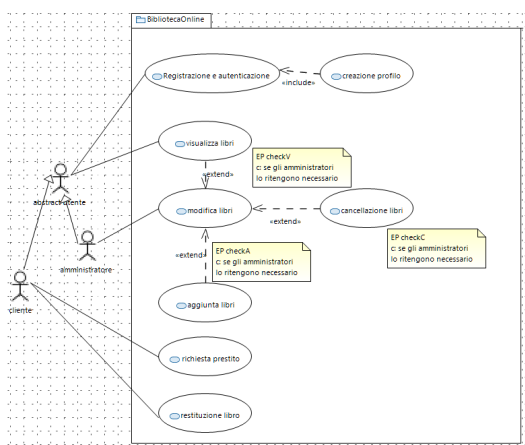 BibliotecaOnline
Registrazione e autenticazione
creazione profilo
«include»
visualizza libri
EP checkV
c: se gli amministratori
lo ritengono necessario
«extend»
abstract utente
modifica libri
cancellazione libri
«extend»
EP checkC
c: se gli amministratori
lo ritengono necessario
amministratore
«extend»
EP checkA
c: se gli amministratori
lo ritengono necessario
cliente
aggiunta libri
richiesta prestito
restituzione libro